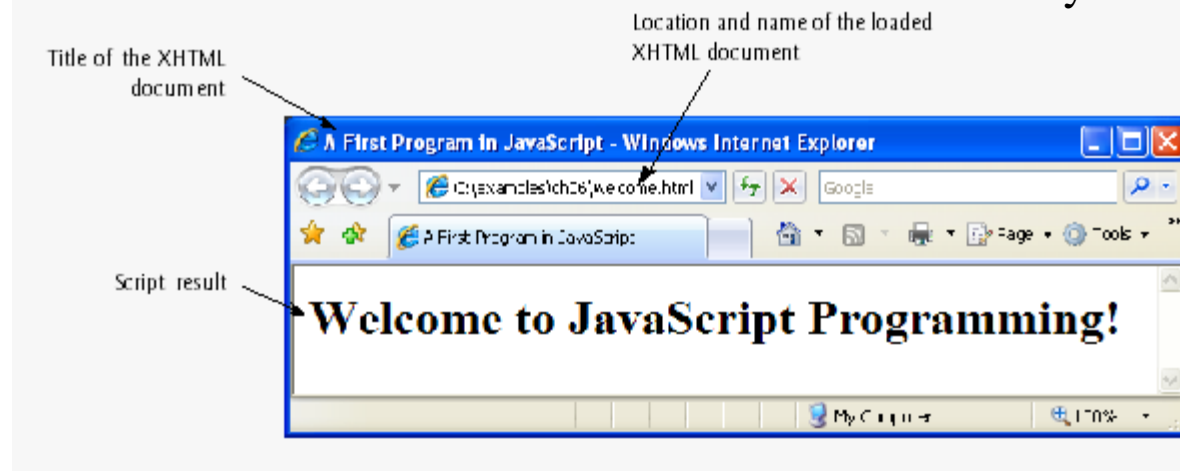 Location and name of the loaded
XHTML document
Title of the XHTML
document
A First Program in JavaScript - Windows Internet Explorer
C:\examples\ch06\welcome.html
Google
A First Program in JavaScript
Page
Tools
Script result
Welcome to JavaScript Programming!
My Computer
100%